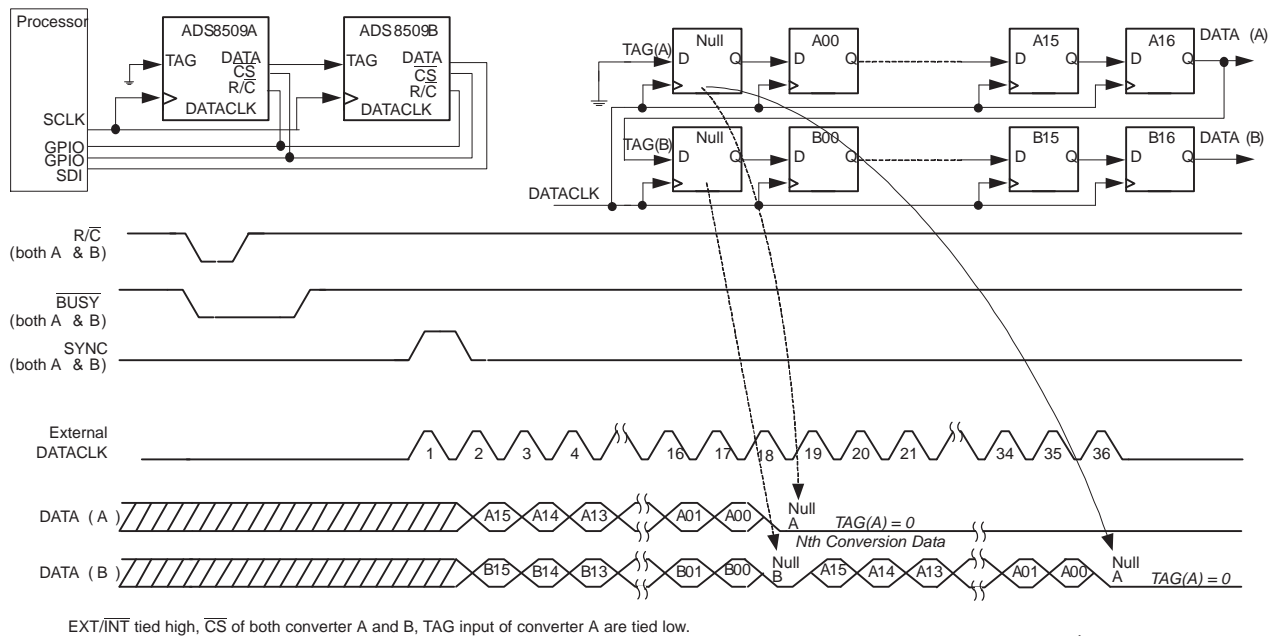 Processor
ADS8509A
TAG
DATA
CS
R/C
DATACLK
ADS8509B
TAG
DATA
CS
R/C
DATACLK
SCLK
GPIO
GPIO
SDI
TAG(A)
Null
D
Q
A00
D
Q
A15
D
Q
A16
D
Q
DATA (A)
TAG(B)
Null
D
Q
B00
D
Q
B15
D
Q
B16
D
Q
DATA (B)
DATACLK
R/C
(both A & B)
BUSY
(both A & B)
SYNC
(both A & B)
External
DATACLK
1 2 3 4 16 17 18 19 20 21 34 35 36
DATA (A)
A15 A14 A13 A01 A00
Null
A
TAG(A) = 0
Nth Conversion Data
DATA (B)
B15 B14 B13 B01 B00
Null
B
A15 A14 A13 A01 A00
Null
A
TAG(A) = 0
EXT/INT tied high, CS of both converter A and B, TAG input of converter A are tied low.